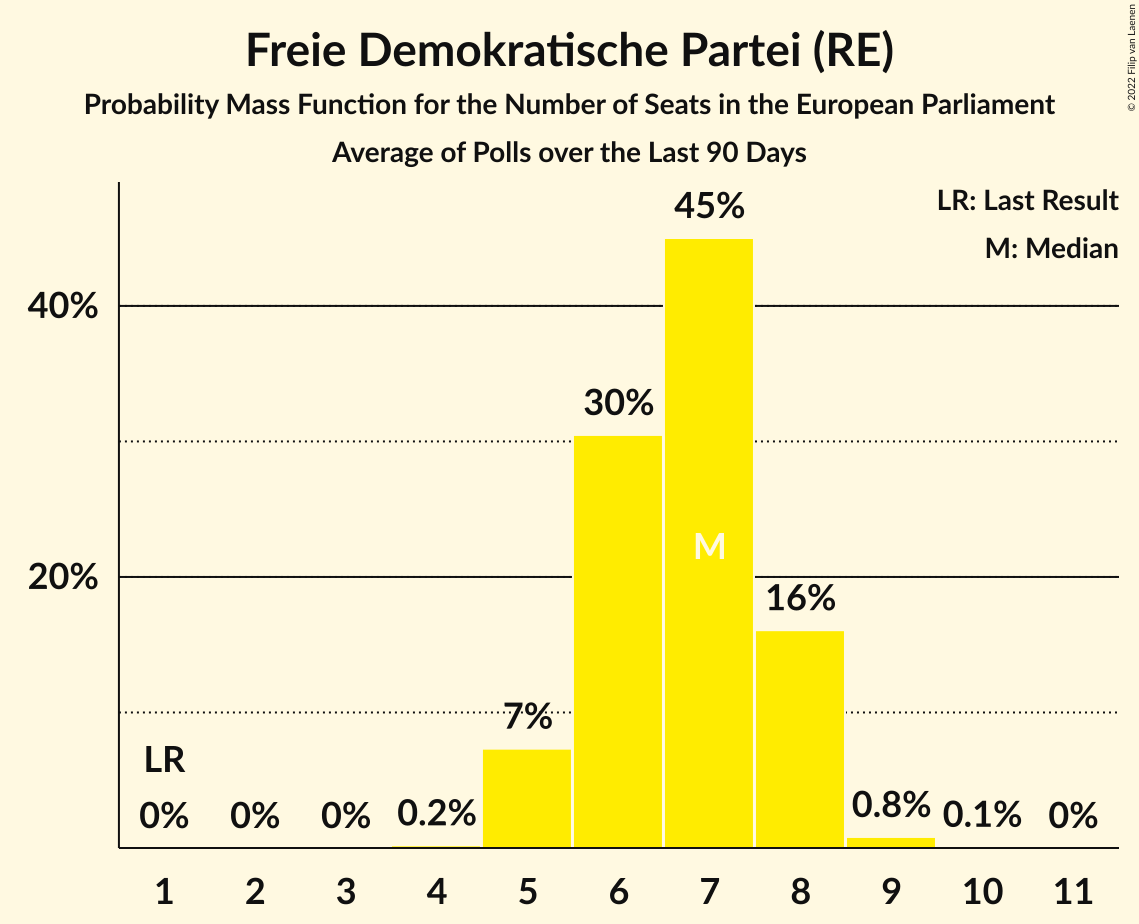 Freie Demokratische Partei (RE)
Probability Mass Function for the Number of Seats in the European Parliament
Average of Polls over the Last 90 Days
© 2022 Filip van Laenen
LR: Last Result
M: Median
45%
40%
30%
M
20%
16%
7%
LR
0%
0%
0%
0.2%
0.8%
0.1%
0%
1 2 3 4 5 6 7 8 9 10 11